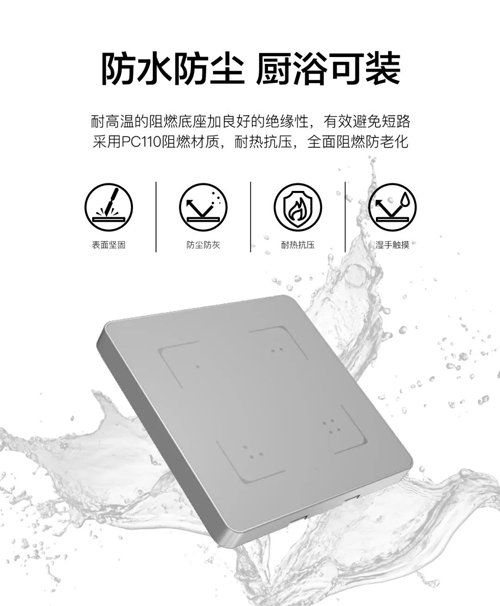 防水防尘 厨浴可装
耐高温的阻燃底座加良好的绝缘性，有效避免短路
采用PC110阻燃材质，耐热抗压，全面阻燃防老化
表面坚固
防尘防灰
耐热抗压
湿手触摸